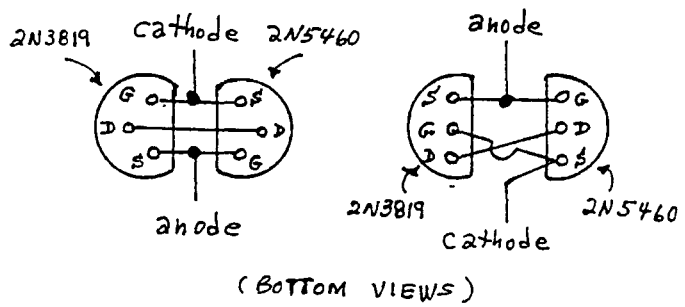 2N3819
cathode
2N5460
G
S
D
D
S
G
anode
anode
S
G
G
D
D
S
2N3819
2N5460
cathode
(BOTTOM VIEWS)